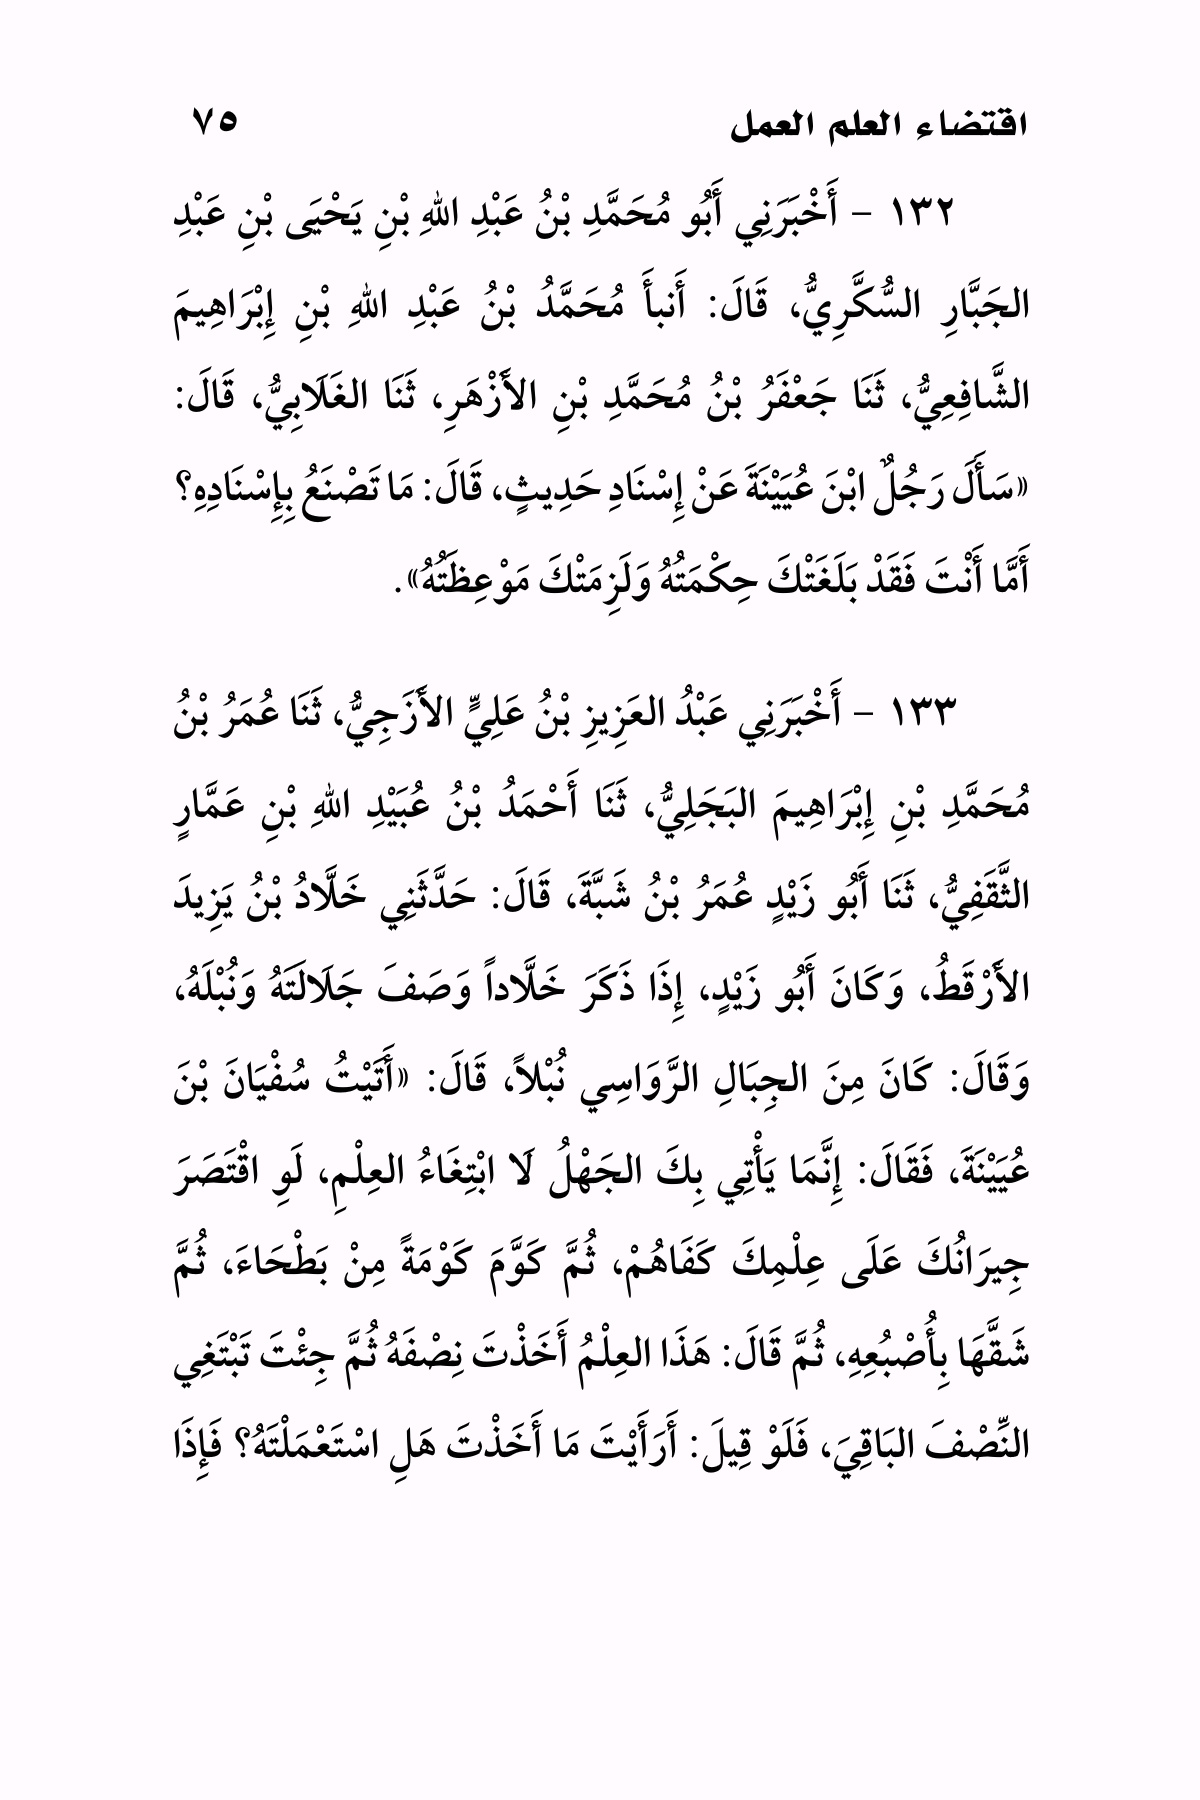 اقتضاء العلم العمل ٧٥
١٣٢ – أَخْبَرَنِي أَبُو مُحَمَّدِ بْنُ عَبْدِ اللهِ بْنِ يَحْيَى بْنِ عَبْدِ
الجَبَّارِ السُّكَّرِيُّ، قَالَ: أَنبأَ مُحَمَّدُ بْنُ عَبْدِ اللهِ بْنِ إِبْرَاهِيمَ
الشَّافِعِيُّ، ثَنَا جَعْفَرُ بْنُ مُحَمَّدِ بْنِ الأَزْهَرِ، ثَنَا الغَلَابِيُّ، قَالَ:
«سَأَلَ رَجُلٌ ابْنَ عُيَيْنَةَ عَنْ إِسْنَادِ حَدِيثٍ، قَالَ: مَا تَصْنَعُ بِإِسْنَادِهِ؟
أَمَّا أَنْتَ فَقَدْ بَلَغَتْكَ حِكْمَتُهُ وَلَزِمَتْكَ مَوْعِظَتُهُ».
١٣٣ – أَخْبَرَنِي عَبْدُ العَزِيزِ بْنُ عَلِيٍّ الأَزَجِيُّ، ثَنَا عُمَرُ بْنُ
مُحَمَّدِ بْنِ إِبْرَاهِيمَ البَجَلِيُّ، ثَنَا أَحْمَدُ بْنُ عُبَيْدِ اللهِ بْنِ عَمَّارٍ
الثَّقَفِيُّ، ثَنَا أَبُو زَيْدٍ عُمَرُ بْنُ شَبَّةَ، قَالَ: حَدَّثَنِي خَلَّادُ بْنُ يَزِيدَ
الأَرْقَطُ، وَكَانَ أَبُو زَيْدٍ، إِذَا ذَكَرَ خَلَّاداً وَصَفَ جَلَالَتَهُ وَنُبْلَهُ،
وَقَالَ: كَانَ مِنَ الجِبَالِ الرَّوَاسِي نُبْلاً، قَالَ: «أَتَيْتُ سُفْيَانَ بْنَ
عُيَيْنَةَ، فَقَالَ: إِنَّمَا يَأْتِي بِكَ الجَهْلُ لَا ابْتِغَاءُ العِلْمِ، لَوِ اقْتَصَرَ
جِيرَانُكَ عَلَى عِلْمِكَ كَفَاهُمْ، ثُمَّ كَوَّمَ كَوْمَةً مِنْ بَطْحَاءَ، ثُمَّ
شَقَّهَا بِأُصْبُعِهِ، ثُمَّ قَالَ: هَذَا العِلْمُ أَخَذْتَ نِصْفَهُ ثُمَّ جِئْتَ تَبْتَغِي
النِّصْفَ البَاقِيَ، فَلَوْ قِيلَ: أَرَأَيْتَ مَا أَخَذْتَ هَلِ اسْتَعْمَلْتَهُ؟ فَإِذَا